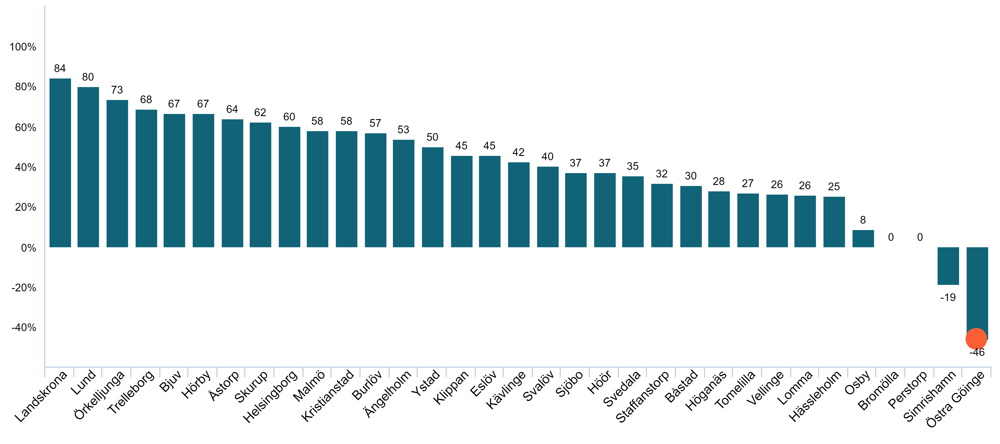 100%
80%
60%
40%
20%
0%
-20%
-40%
84
80
73
68
67
67
64
62
60
58
58
57
53
50
45
45
42
40
37
37
35
32
30
28
27
26
26
25
8
0
0
-19
-46
Landskrona
Lund
Örkelljunga
Trelleborg
Bjuv
Hörby
Åstorp
Skurup
Helsingborg
Malmö
Kristianstad
Burlöv
Ängelholm
Ystad
Klippan
Eslöv
Kävlinge
Svalöv
Sjöbo
Höör
Svedala
Staffanstorp
Båstad
Höganäs
Tomelilla
Vellinge
Lomma
Hässleholm
Osby
Bromölla
Perstorp
Simrishamn
Östra Göinge